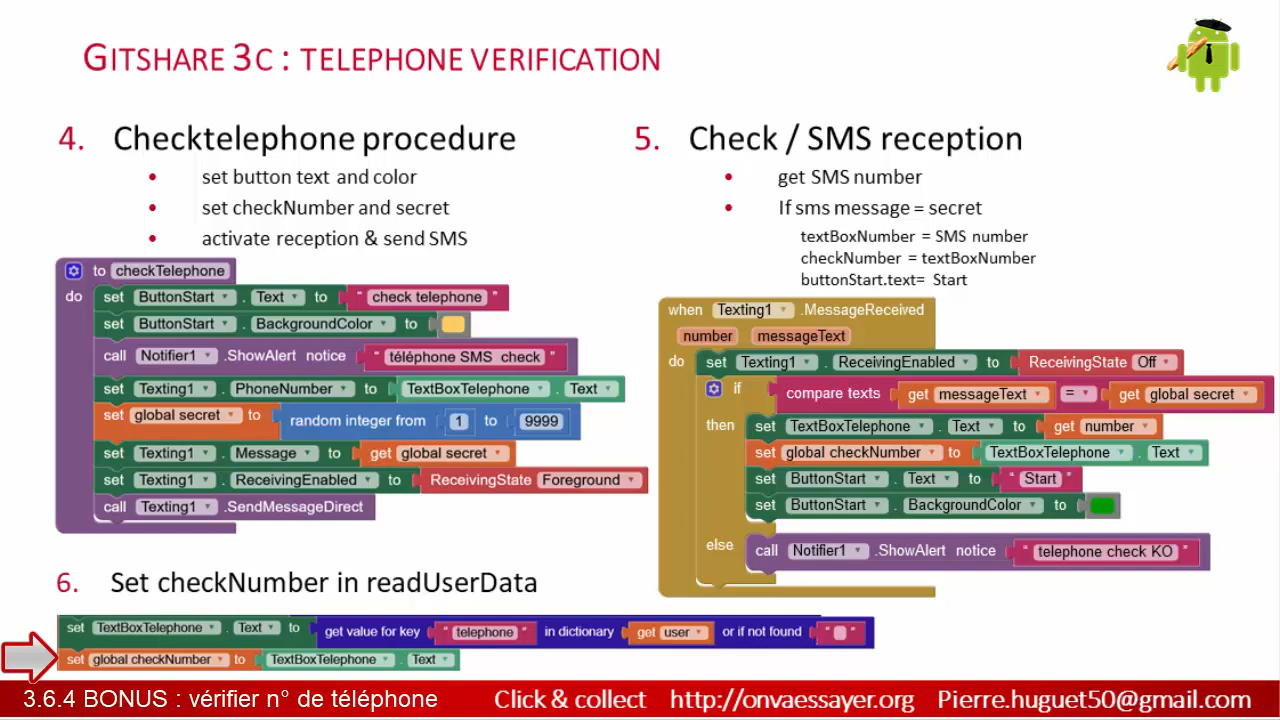 GITSHARE 3C : TELEPHONE VERIFICATION
4. Checktelephone procedure
• set button text and color
• set checkNumber and secret
• activate reception & send SMS
to checkTelephone
do set ButtonStart . Text to " check telephone "
set ButtonStart . BackgroundColor to
call Notifier1 .ShowAlert notice " téléphone SMS check "
set Texting1 . PhoneNumber to TextBoxTelephone . Text
set global secret to random integer from 1 to 9999
set Texting1 . Message to get global secret
set Texting1 . ReceivingEnabled to ReceivingState Foreground
call Texting1 .SendMessageDirect
5. Check / SMS reception
• get SMS number
• If sms message = secret
textBoxNumber = SMS number
checkNumber = textBoxNumber
buttonStart.text= Start
when Texting1 .MessageReceived
number messageText
do set Texting1 . ReceivingEnabled to ReceivingState Off
if compare texts get messageText = get global secret
then set TextBoxTelephone . Text to get number
set global checkNumber to TextBoxTelephone . Text
set ButtonStart . Text to " Start "
set ButtonStart . BackgroundColor to
else call Notifier1 .ShowAlert notice " telephone check KO "
6. Set checkNumber in readUserData
set TextBoxTelephone . Text to get value for key " telephone " in dictionary get user or if not found " "
set global checkNumber to TextBoxTelephone . Text
3.6.4 BONUS : vérifier n° de téléphone Click & collect http://onvaessayer.org Pierre.huguet50@gmail.com